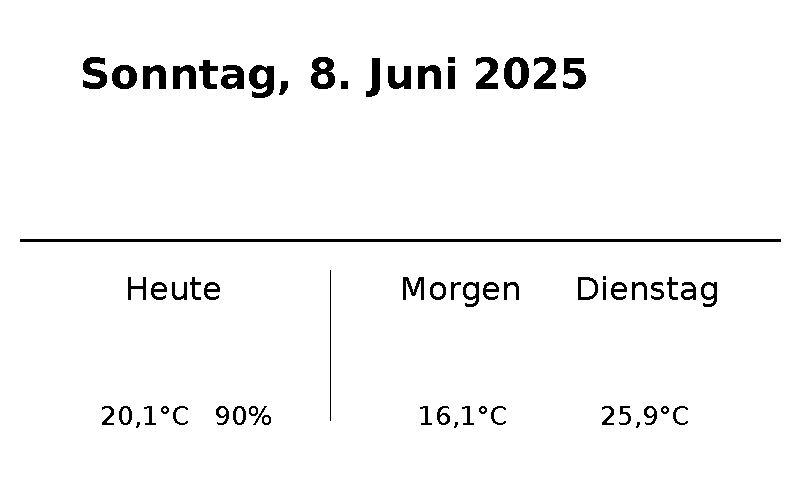 Sonntag, 8. Juni 2025
Heute
Morgen
Dienstag
20,1°C 90%
16,1°C
25,9°C